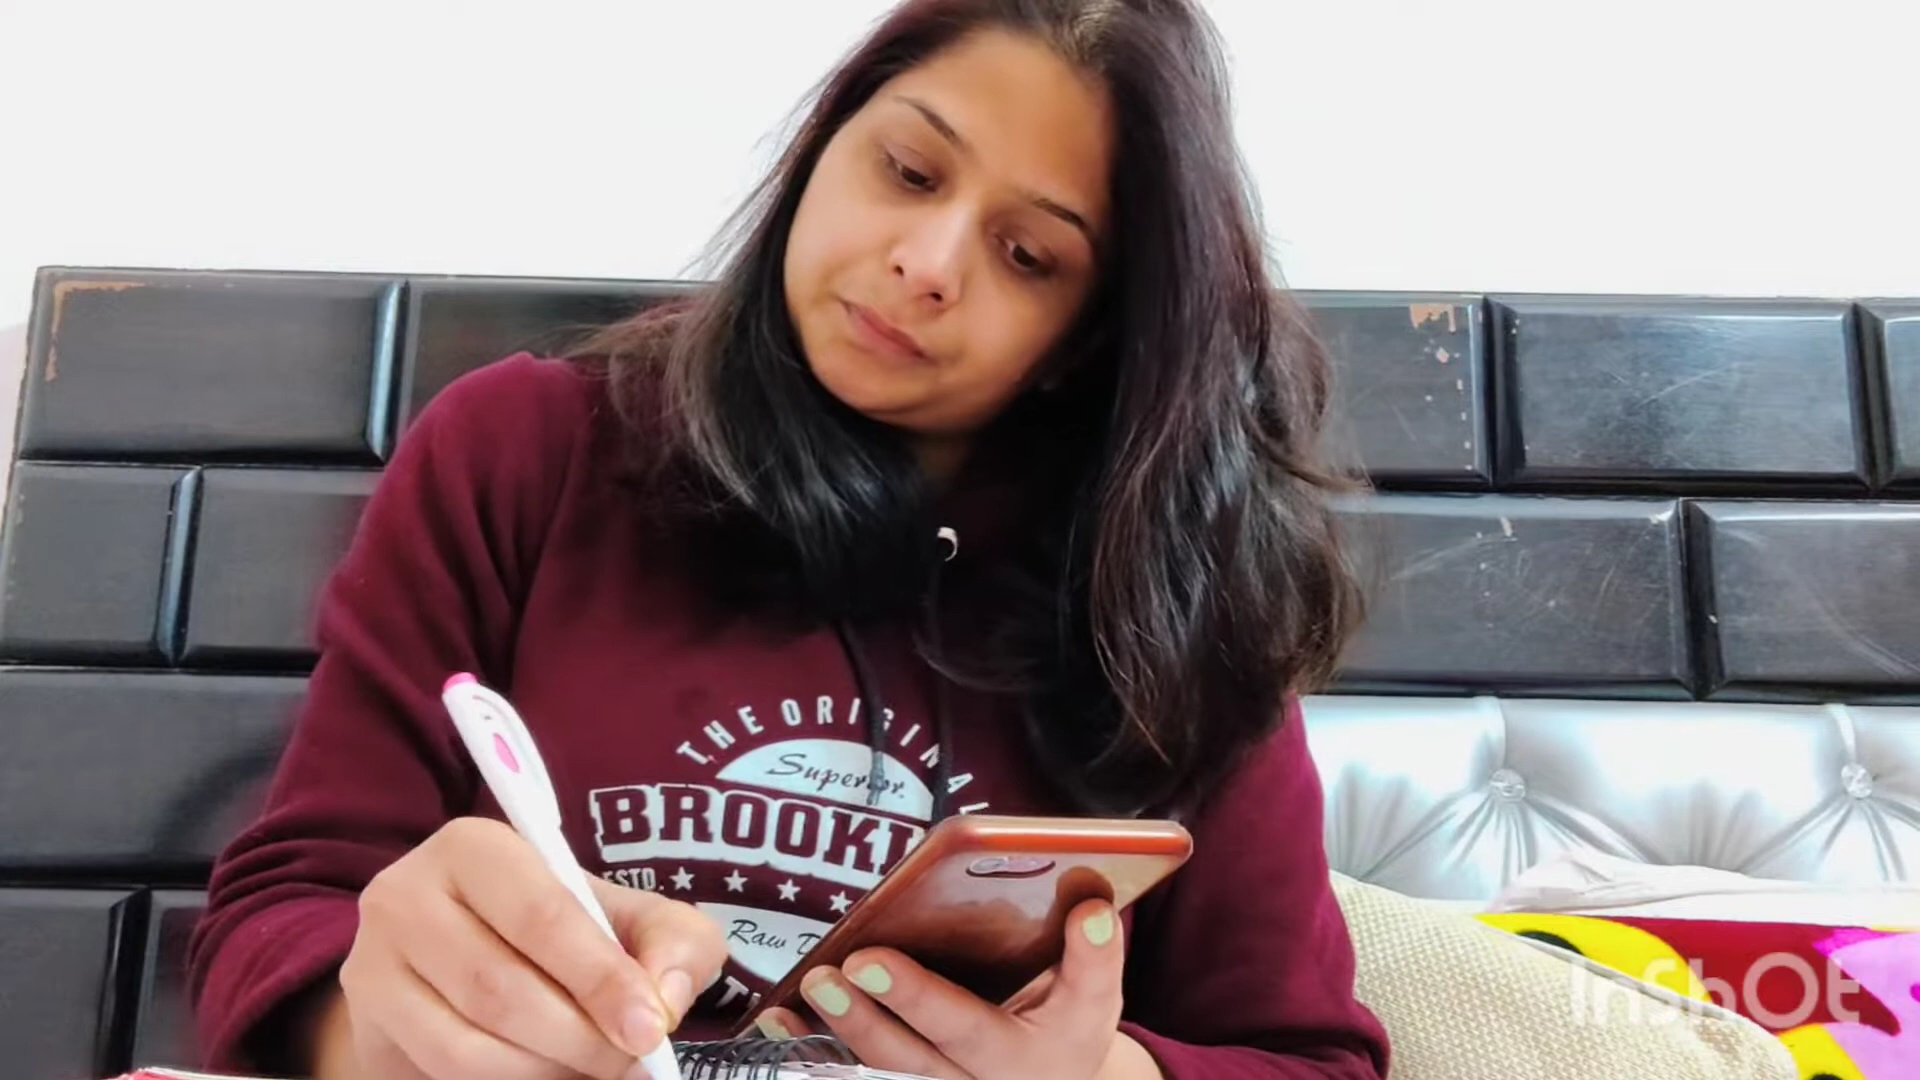 THE ORIGINAL
Superior.
BROOKL
ESTD.
Raw
InShOt